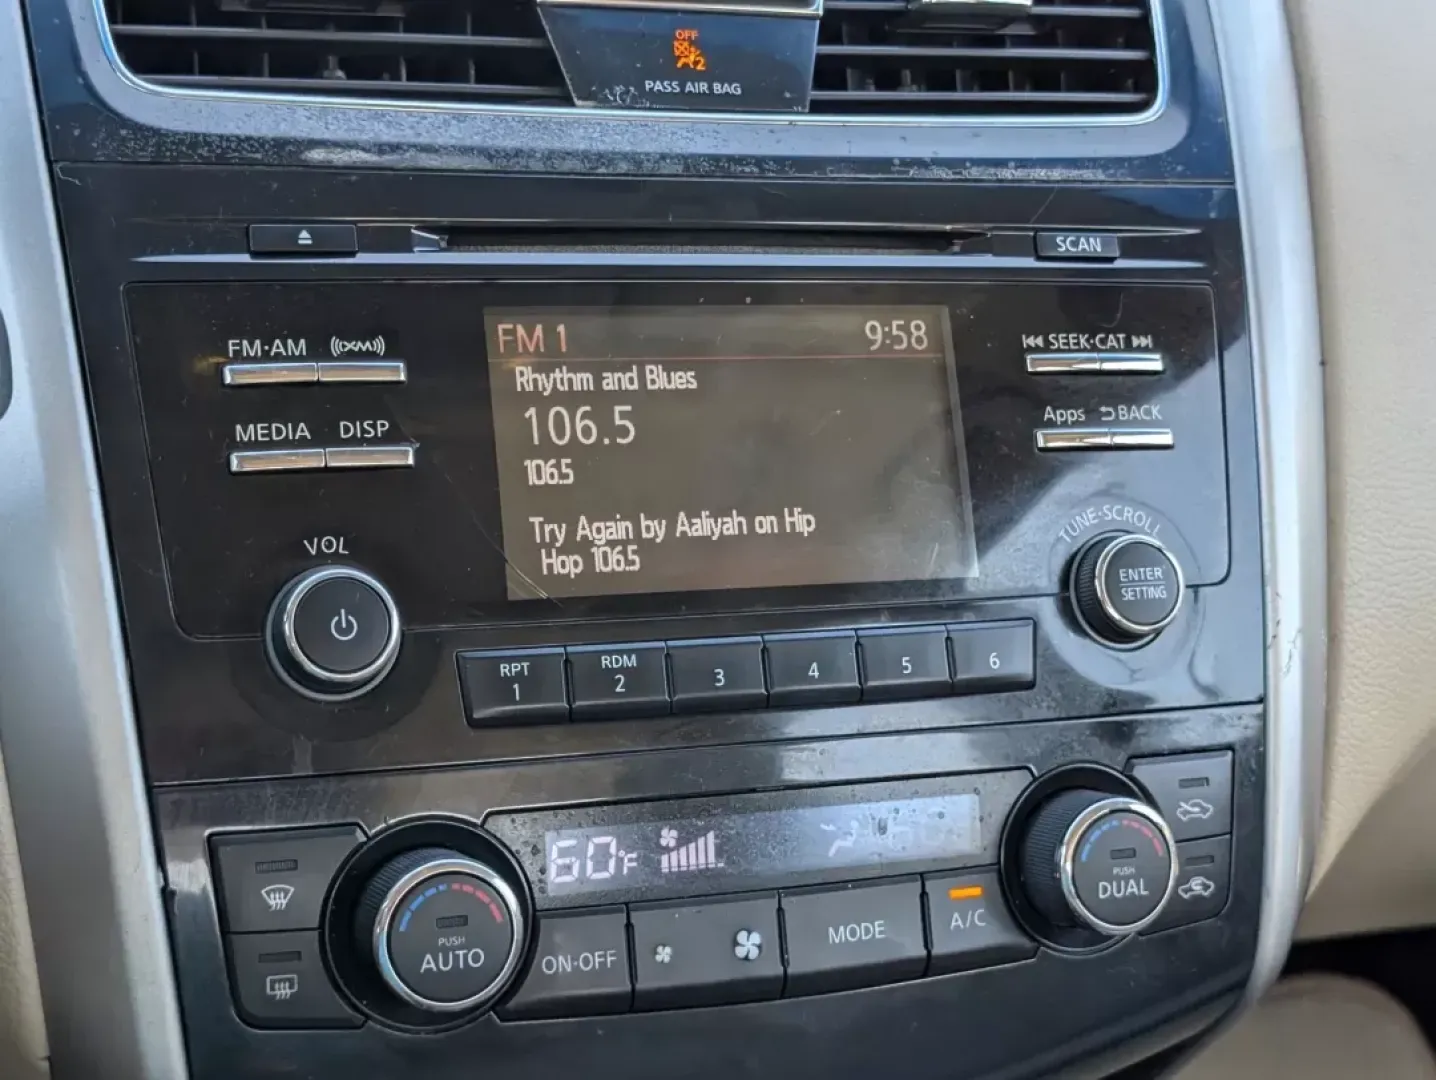 OFF
2
PASS AIR BAG
SCAN
FM·AM (((XM)))
SEEK·CAT
MEDIA DISP
Apps BACK
FM 1 9:58
Rhythm and Blues
106.5
106.5
Try Again by Aaliyah on Hip
Hop 106.5
VOL
TUNE·SCROLL
ENTER
SETTING
RPT
1
RDM
2
3
4
5
6
60°F
PUSH
AUTO
ON·OFF
MODE
A/C
PUSH
DUAL